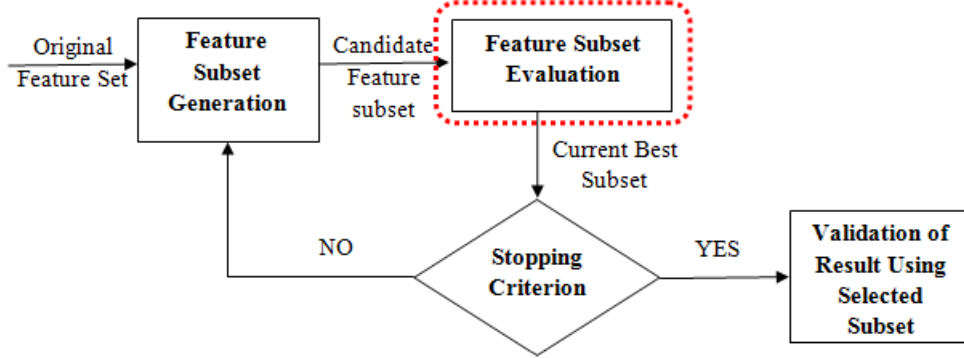 Original
Feature Set
Feature
Subset
Generation
Candidate
Feature
subset
Feature Subset
Evaluation
Current Best
Subset
Stopping
Criterion
NO
YES
Validation of
Result Using
Selected
Subset